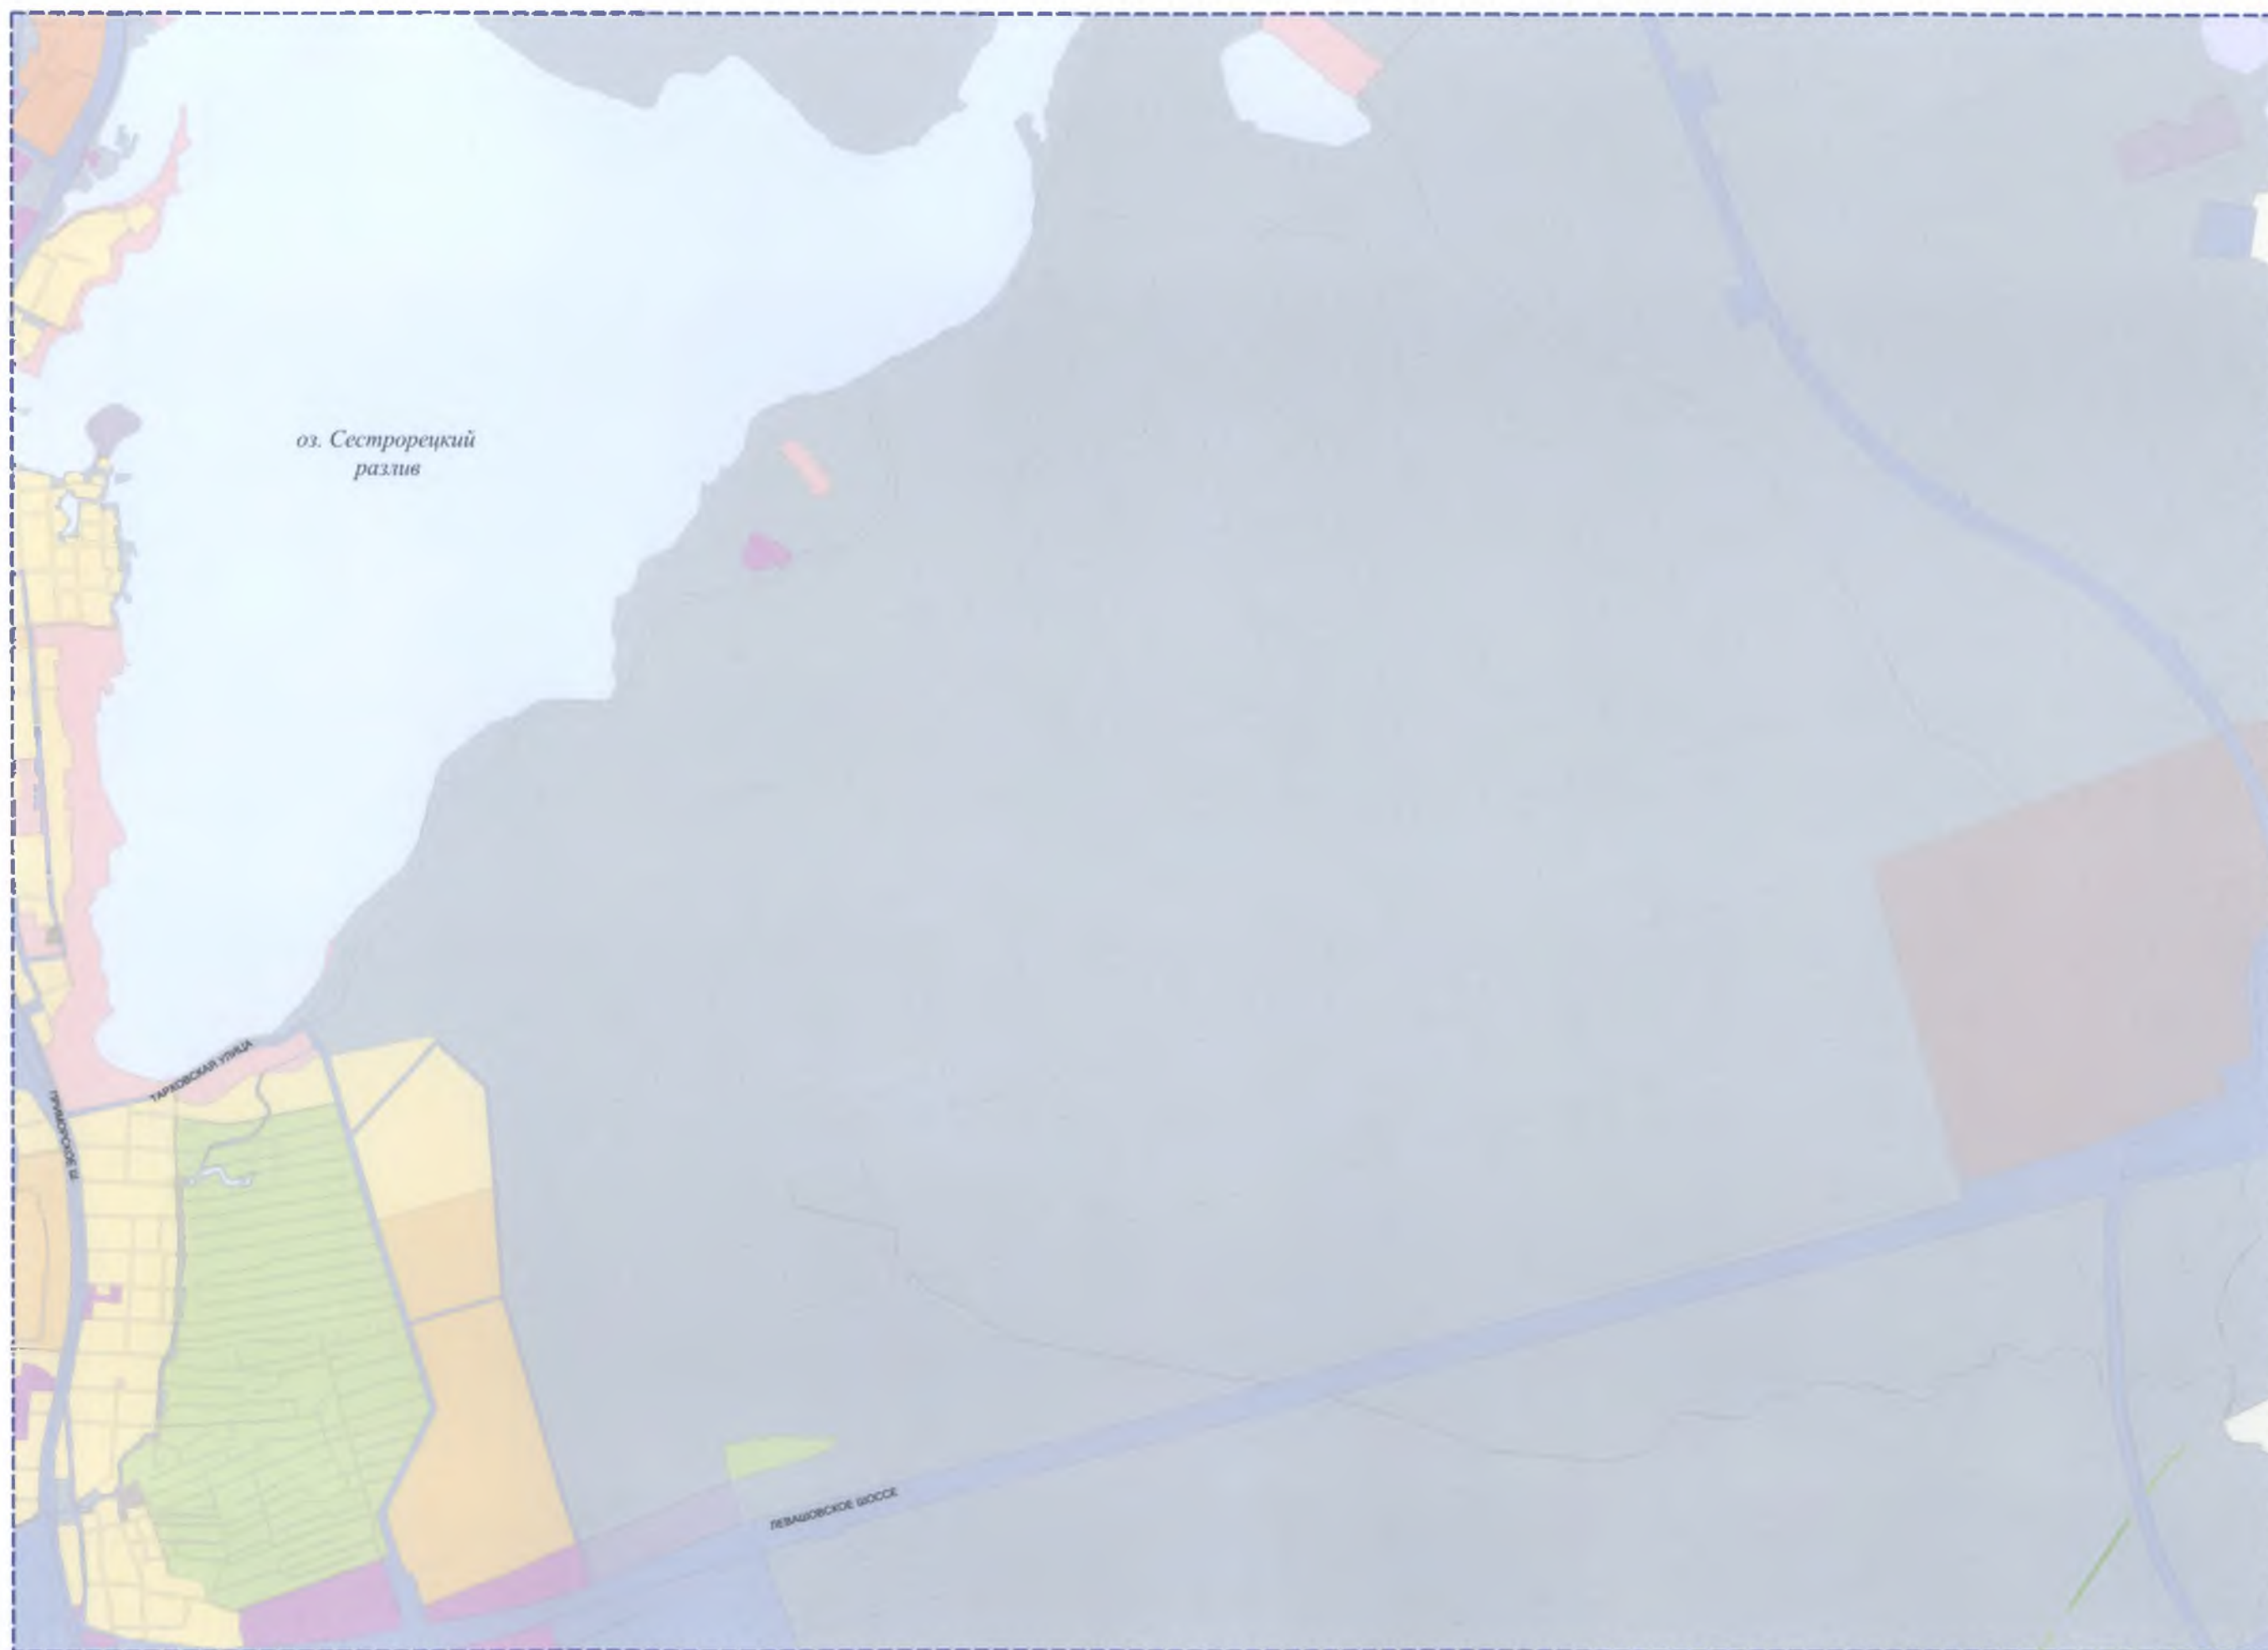 оз. Сестрорецкий
разлив
ТАРХОВСКАЯ УЛИЦА
ПРИМОРСКОЕ Ш.
ЛЕВАШОВСКОЕ ШОССЕ